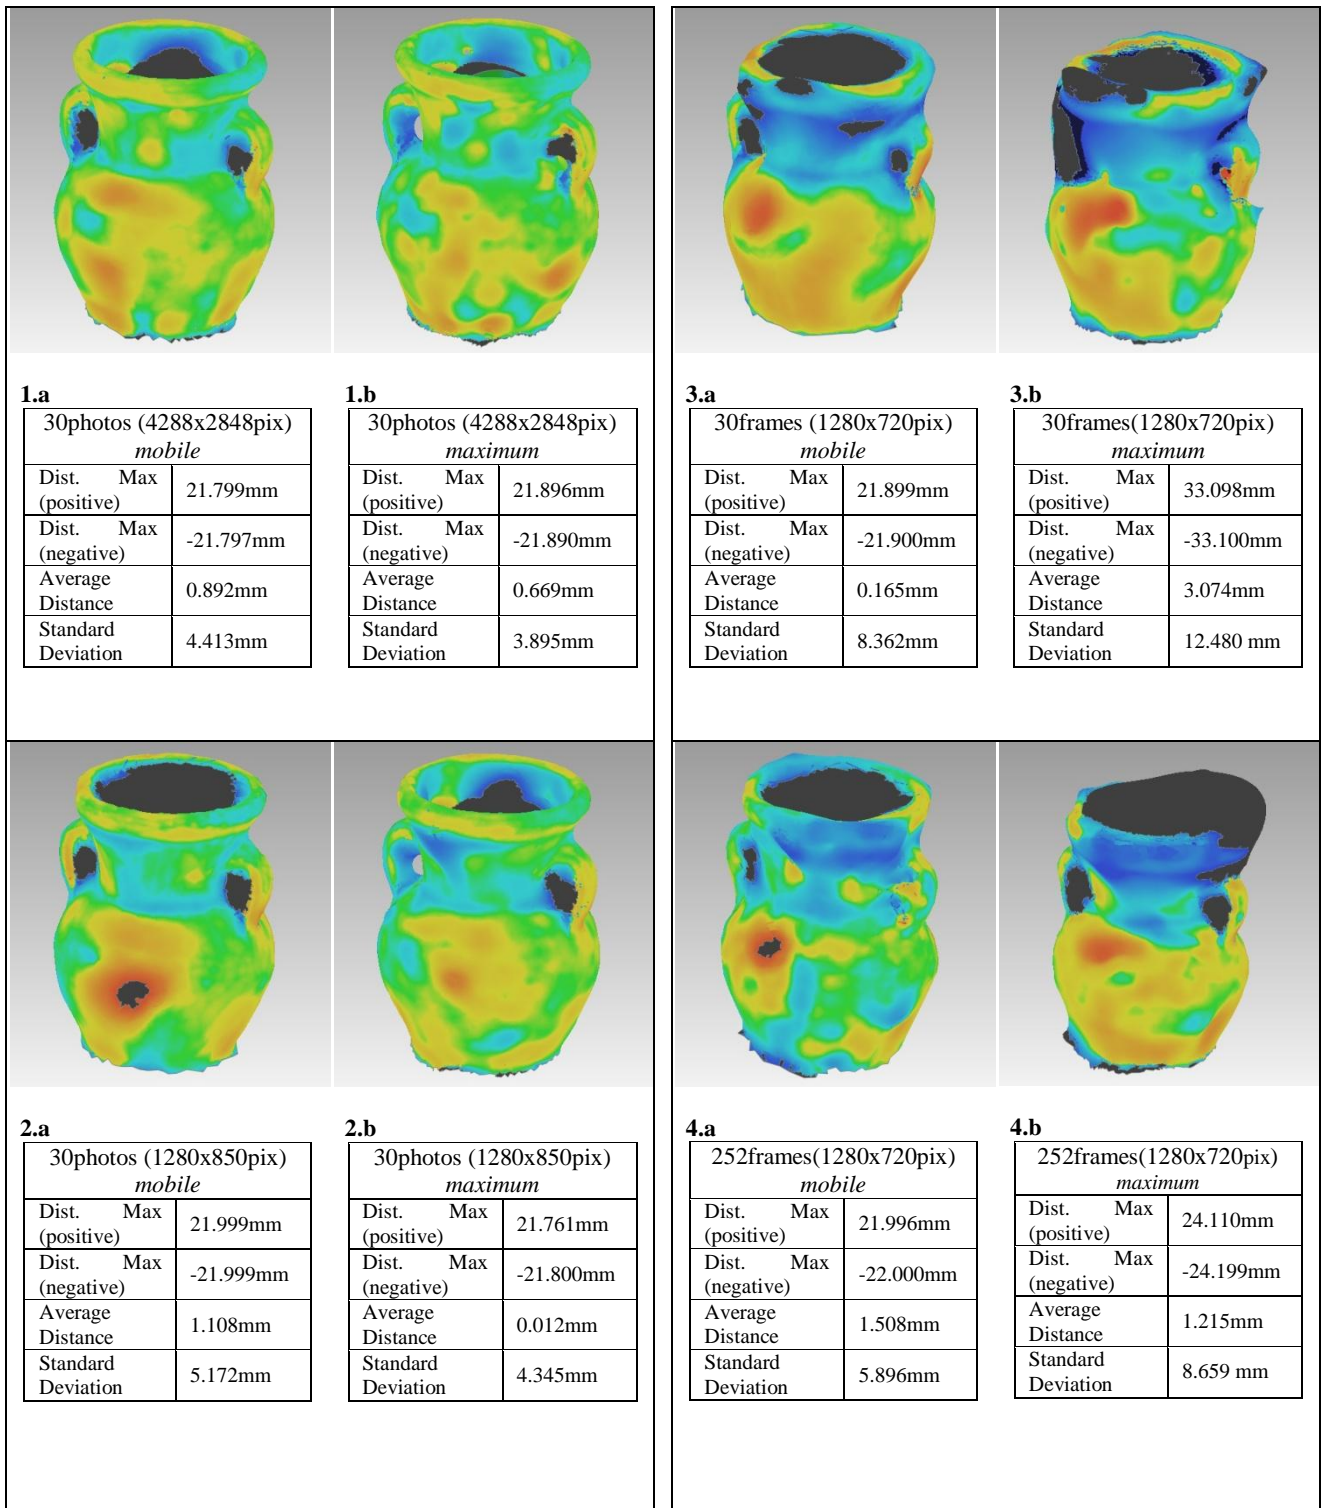 1.a
30photos (4288x2848pix)
mobile
Dist. Max
(positive)
21.799mm
Dist. Max
(negative)
-21.797mm
Average
Distance
0.892mm
Standard
Deviation
4.413mm
1.b
30photos (4288x2848pix)
maximum
Dist. Max
(positive)
21.896mm
Dist. Max
(negative)
-21.890mm
Average
Distance
0.669mm
Standard
Deviation
3.895mm
2.a
30photos (1280x850pix)
mobile
Dist. Max
(positive)
21.999mm
Dist. Max
(negative)
-21.999mm
Average
Distance
1.108mm
Standard
Deviation
5.172mm
2.b
30photos (1280x850pix)
maximum
Dist. Max
(positive)
21.761mm
Dist. Max
(negative)
-21.800mm
Average
Distance
0.012mm
Standard
Deviation
4.345mm
3.a
30frames (1280x720pix)
mobile
Dist. Max
(positive)
21.899mm
Dist. Max
(negative)
-21.900mm
Average
Distance
0.165mm
Standard
Deviation
8.362mm
3.b
30frames(1280x720pix)
maximum
Dist. Max
(positive)
33.098mm
Dist. Max
(negative)
-33.100mm
Average
Distance
3.074mm
Standard
Deviation
12.480 mm
4.a
252frames(1280x720pix)
mobile
Dist. Max
(positive)
21.996mm
Dist. Max
(negative)
-22.000mm
Average
Distance
1.508mm
Standard
Deviation
5.896mm
4.b
252frames(1280x720pix)
maximum
Dist. Max
(positive)
24.110mm
Dist. Max
(negative)
-24.199mm
Average
Distance
1.215mm
Standard
Deviation
8.659 mm